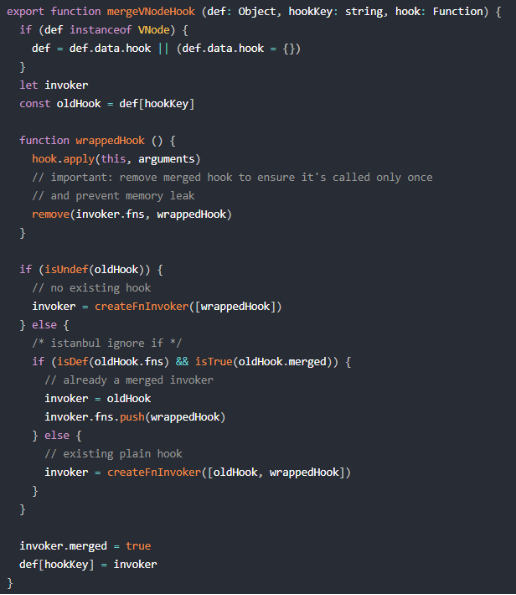 export function mergeVNodeHook (def: Object, hookKey: string, hook: Function) {
  if (def instanceof VNode) {
    def = def.data.hook || (def.data.hook = {})
  }
  let invoker
  const oldHook = def[hookKey]

  function wrappedHook () {
    hook.apply(this, arguments)
    // important: remove merged hook to ensure it's called only once
    // and prevent memory leak
    remove(invoker.fns, wrappedHook)
  }

  if (isUndef(oldHook)) {
    // no existing hook
    invoker = createFnInvoker([wrappedHook])
  } else {
    /* istanbul ignore if */
    if (isDef(oldHook.fns) && isTrue(oldHook.merged)) {
      // already a merged invoker
      invoker = oldHook
      invoker.fns.push(wrappedHook)
    } else {
      // existing plain hook
      invoker = createFnInvoker([oldHook, wrappedHook])
    }
  }

  invoker.merged = true
  def[hookKey] = invoker
}